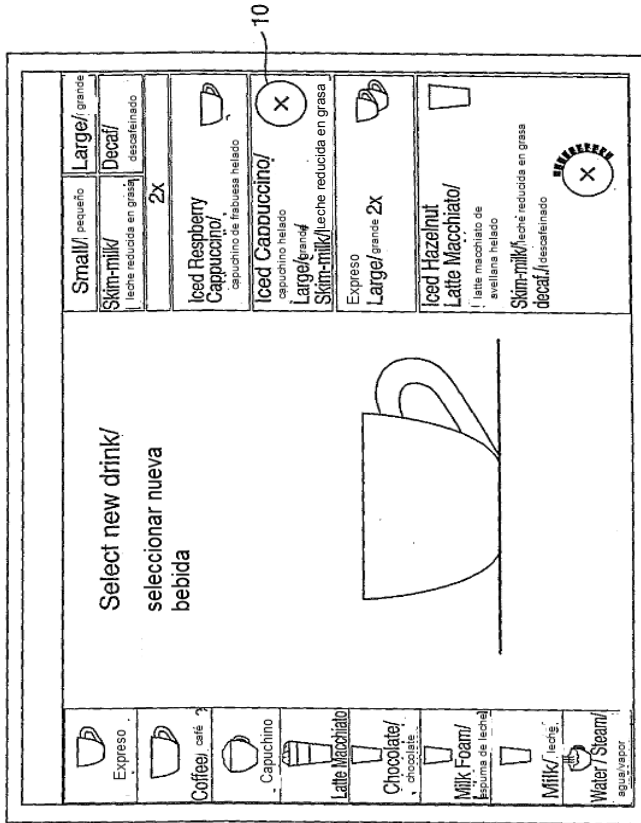 10
Expreso
Coffee/ café
Capuchino
Latte Macchiato
Chocolate/
chocolate
Milk Foam/
espuma de leche
Milk/ leche
Water / Steam/
agua/vapor
Select new drink/
seleccionar nueva
bebida
Small/ pequeño
Large/ grande
Skim-milk/
leche reducida en grasa
Decaf/
descafeinado
2x
Iced Respberry
Cappuccino/
capuchino de frabuesa helado
Iced Cappuccino/
capuchino helado
Large/grande
Skim-milk/leche reducida en grasa
X
Expreso
Large/ grande 2x
Iced Hazelnut
Latte Macchiato/
latte macchiato de
avellana helado
Skim-milk/leche reducida en grasa
decaf./descafeinado
X